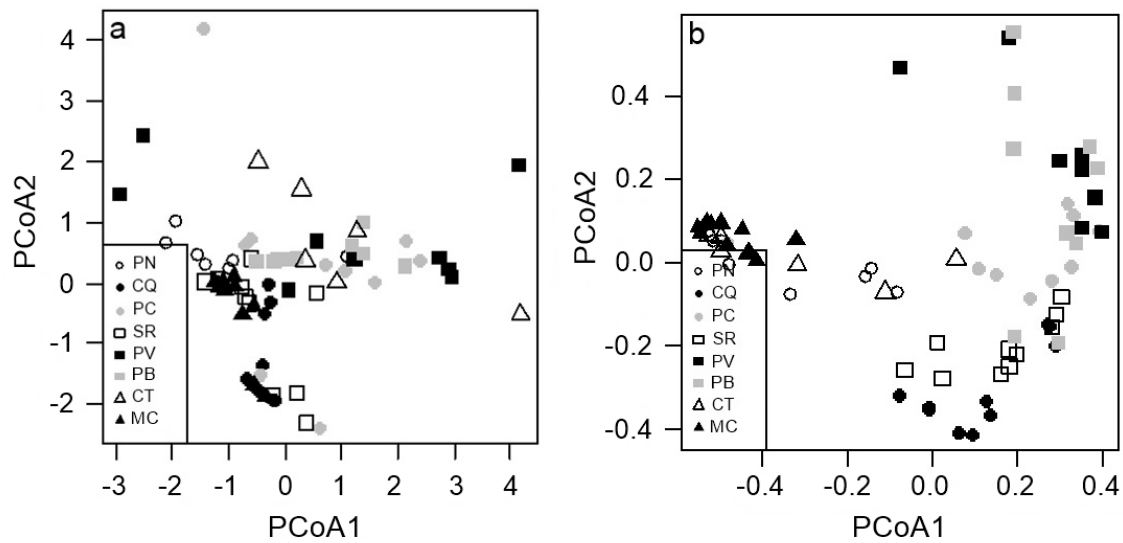 a
4
3
2
1
0
-1
-2
PCoA2
PN
CQ
PC
SR
PV
PB
CT
MC
-3 -2 -1 0 1 2 3 4
PCoA1
b
0.4
0.2
0.0
-0.2
-0.4
PCoA2
PN
CQ
PC
SR
PV
PB
CT
MC
-0.4 -0.2 0.0 0.2 0.4
PCoA1